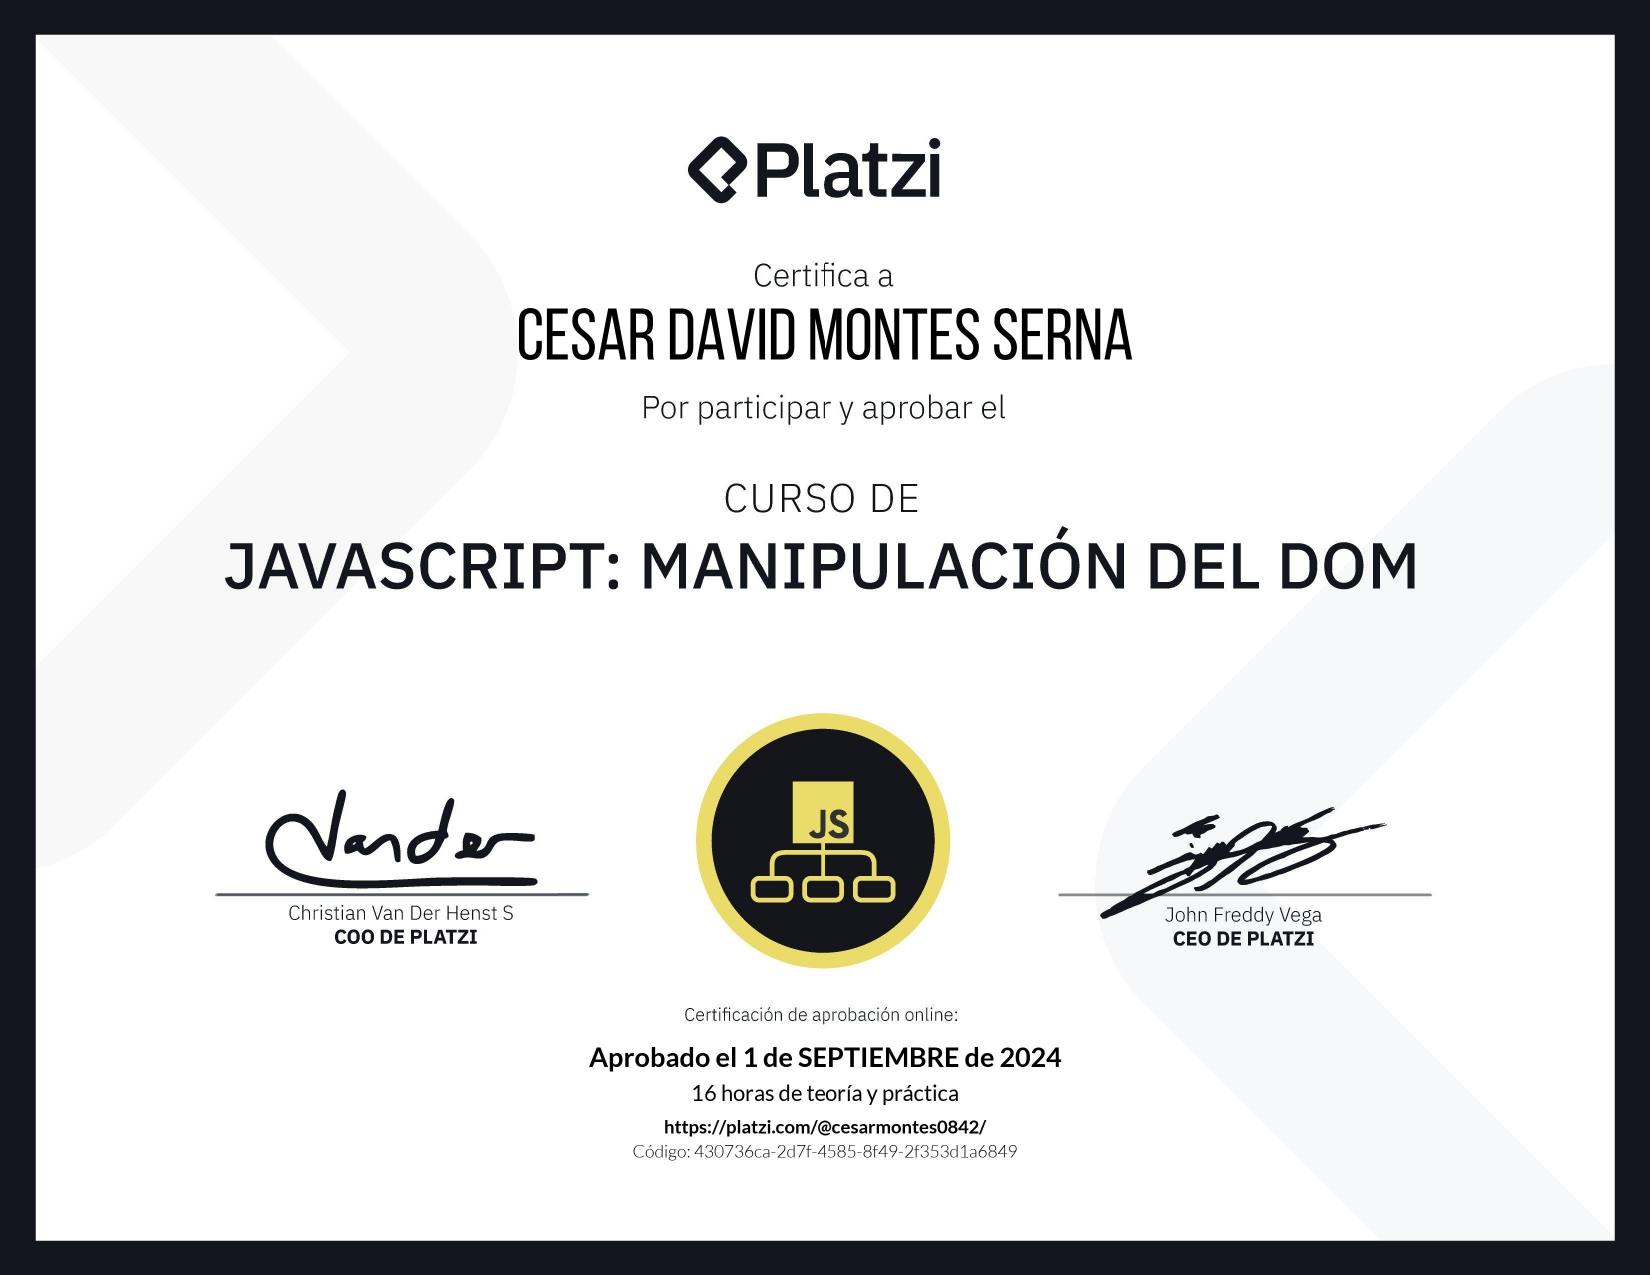 Platzi
Certifica a
CESAR DAVID MONTES SERNA
Por participar y aprobar el
CURSO DE
JAVASCRIPT: MANIPULACIÓN DEL DOM
JS
Vander
Christian Van Der Henst S
COO DE PLATZI
John Freddy Vega
CEO DE PLATZI
Certificación de aprobación online:
Aprobado el 1 de SEPTIEMBRE de 2024
16 horas de teoría y práctica
https://platzi.com/@cesarmontes0842/
Código: 430736ca-2d7f-4585-8f49-2f353d1a6849